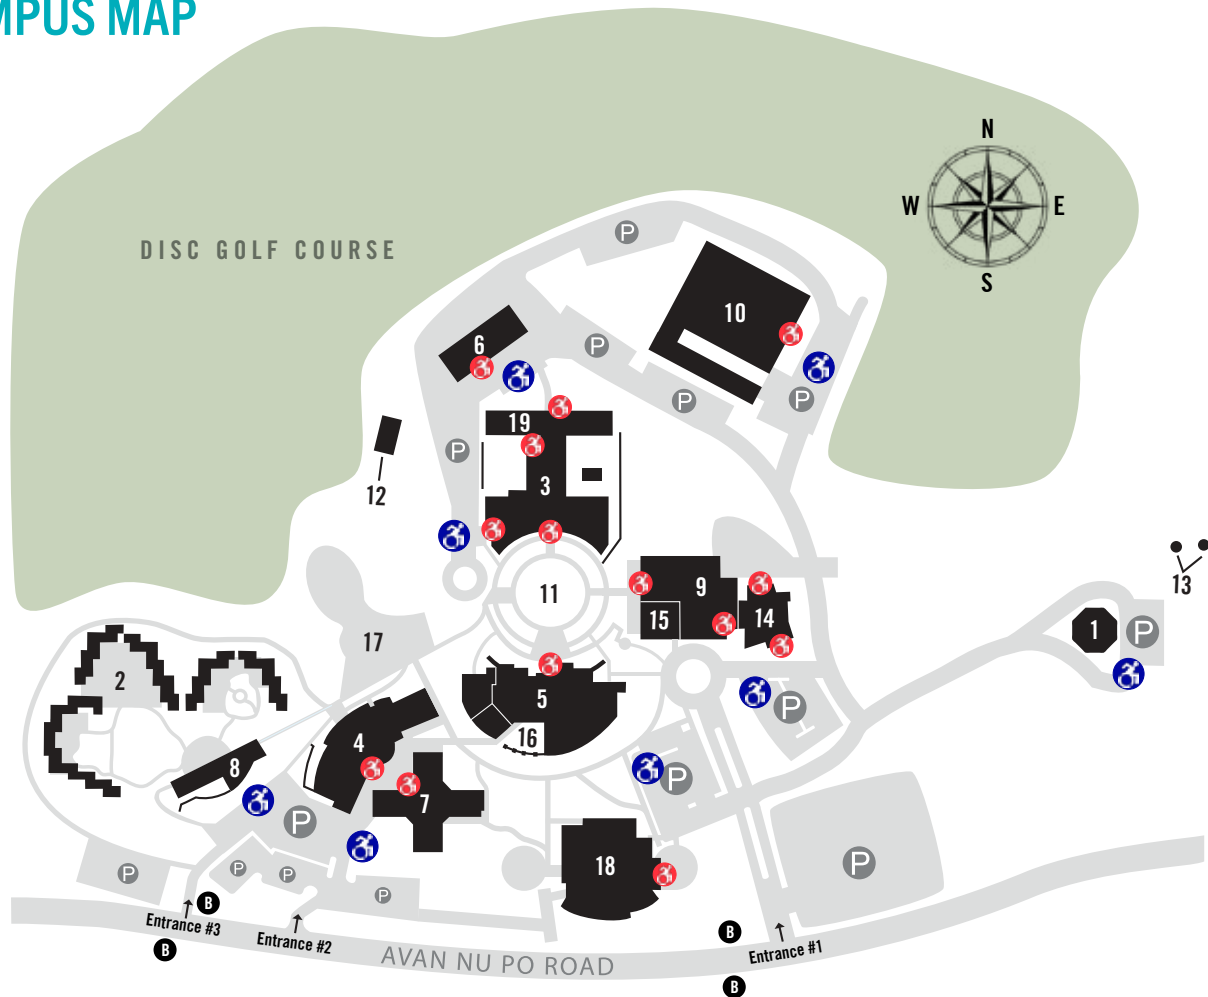 MPUS MAP
N
W
E
S
DISC GOLF COURSE
P
10
6
P
P
P
19
P
12
3
13
11
9
15
14
1
P
17
2
5
P
16
4
8
P
7
P
18
P
P
P
P
P
B
Entrance #3
B
Entrance #2
AVAN NU PO ROAD
B
Entrance #1
B